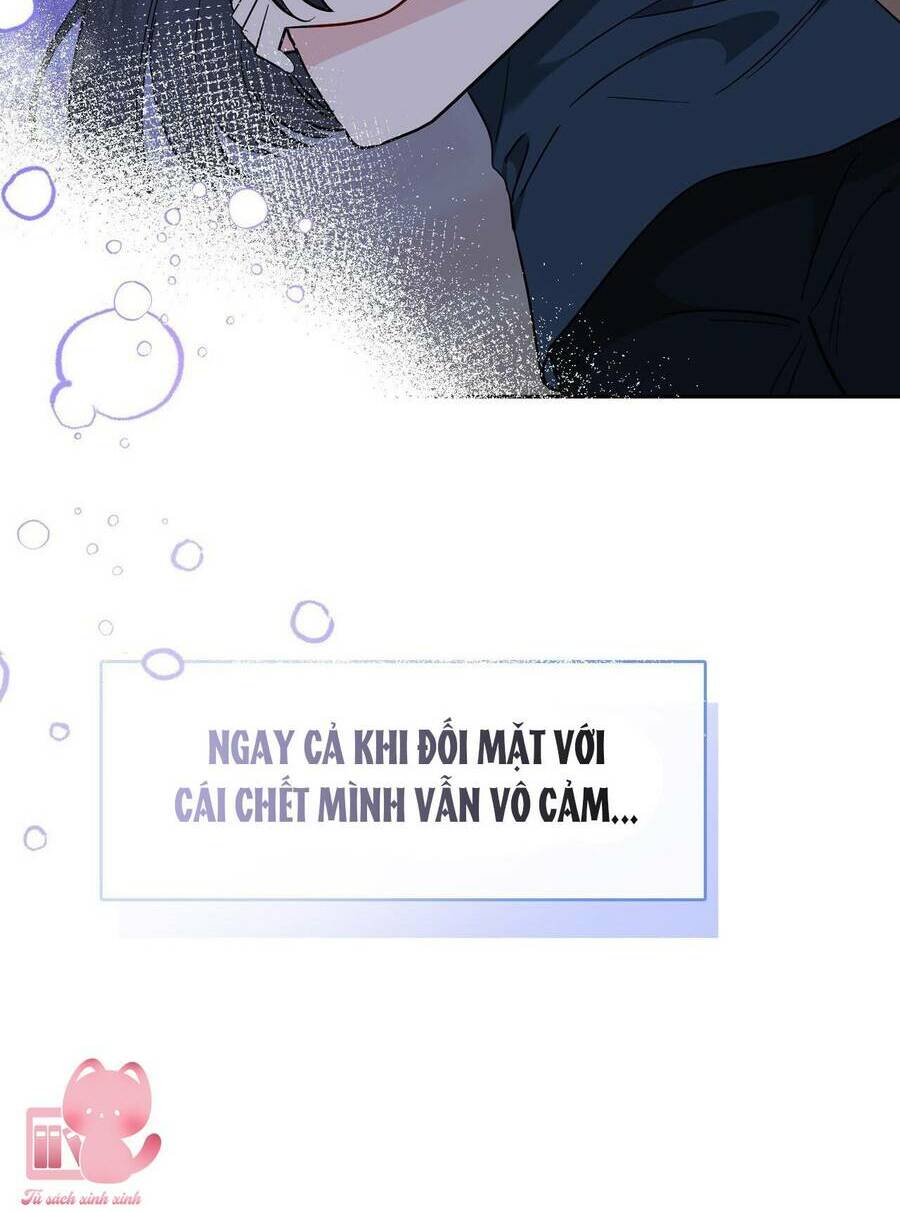 NGAY CẢ KHI ĐỐI MẶT VỚI
CÁI CHẾT MÌNH VẪN VÔ CẢM...
Tủ sách xinh xinh